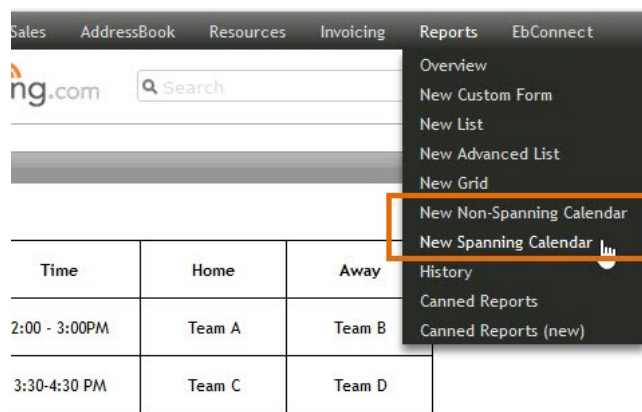 Sales AddressBook Resources Invoicing Reports EbConnect
ng.com
Search
Overview
New Custom Form
New List
New Advanced List
New Grid
New Non-Spanning Calendar
New Spanning Calendar
History
Canned Reports
Canned Reports (new)
Time Home Away
2:00 - 3:00PM Team A Team B
3:30-4:30 PM Team C Team D